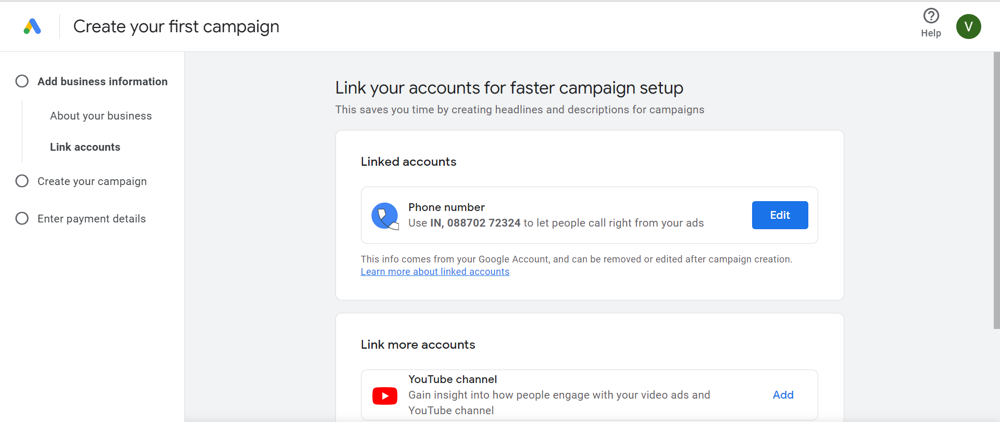 Create your first campaign
Help
V
Add business information
About your business
Link accounts
Create your campaign
Enter payment details
Link your accounts for faster campaign setup
This saves you time by creating headlines and descriptions for campaigns
Linked accounts
Phone number
Use IN, 088702 72324 to let people call right from your ads
Edit
This info comes from your Google Account, and can be removed or edited after campaign creation.
Learn more about linked accounts
Link more accounts
YouTube channel
Gain insight into how people engage with your video ads and
YouTube channel
Add